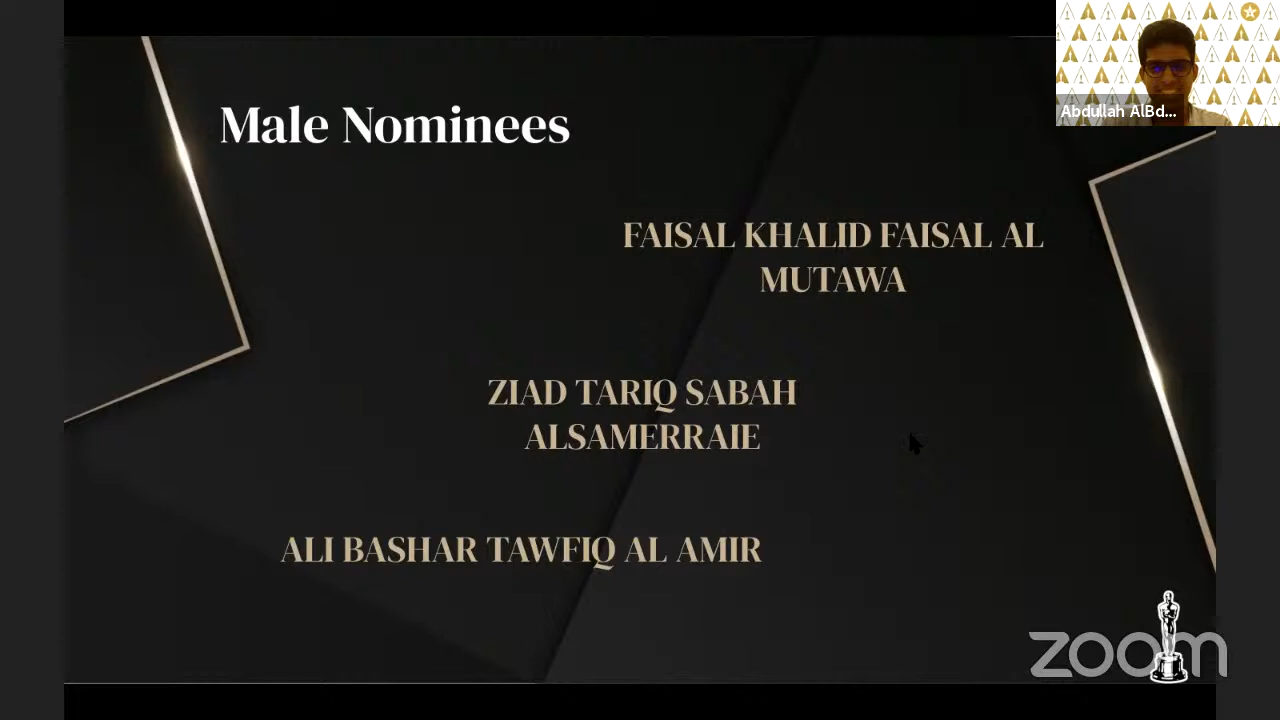 Male Nominees
Abdullah AlBd...
FAISAL KHALID FAISAL AL
MUTAWA
ZIAD TARIQ SABAH
ALSAMERRAIE
ALI BASHAR TAWFIQ AL AMIR
zoom